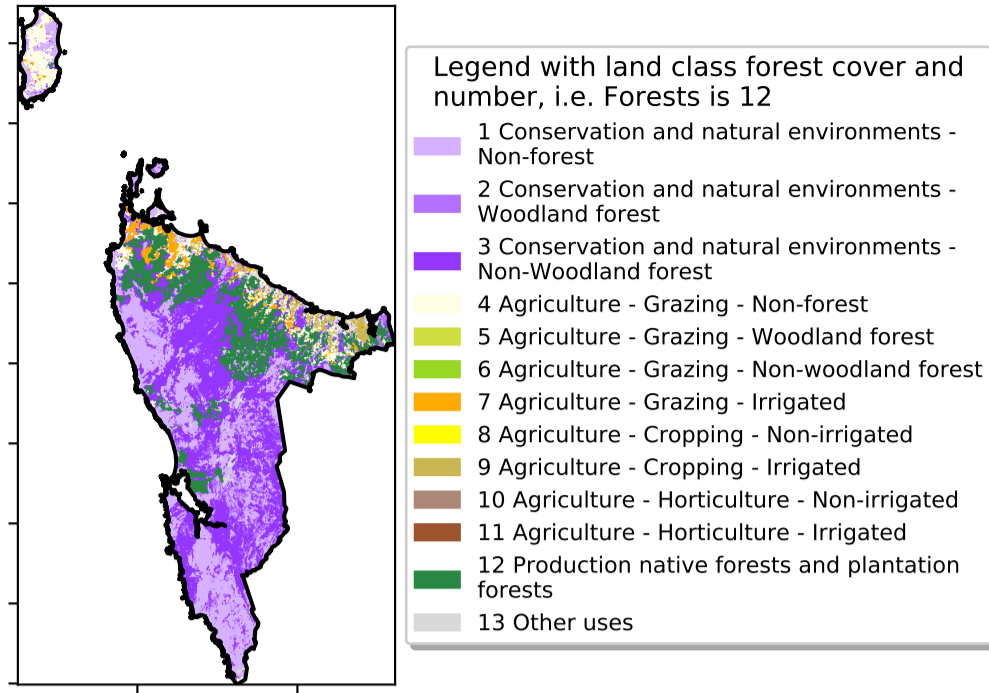 Legend with land class forest cover and
number, i.e. Forests is 12
1 Conservation and natural environments -
Non-forest
2 Conservation and natural environments -
Woodland forest
3 Conservation and natural environments -
Non-Woodland forest
4 Agriculture - Grazing - Non-forest
5 Agriculture - Grazing - Woodland forest
6 Agriculture - Grazing - Non-woodland forest
7 Agriculture - Grazing - Irrigated
8 Agriculture - Cropping - Non-irrigated
9 Agriculture - Cropping - Irrigated
10 Agriculture - Horticulture - Non-irrigated
11 Agriculture - Horticulture - Irrigated
12 Production native forests and plantation
forests
13 Other uses